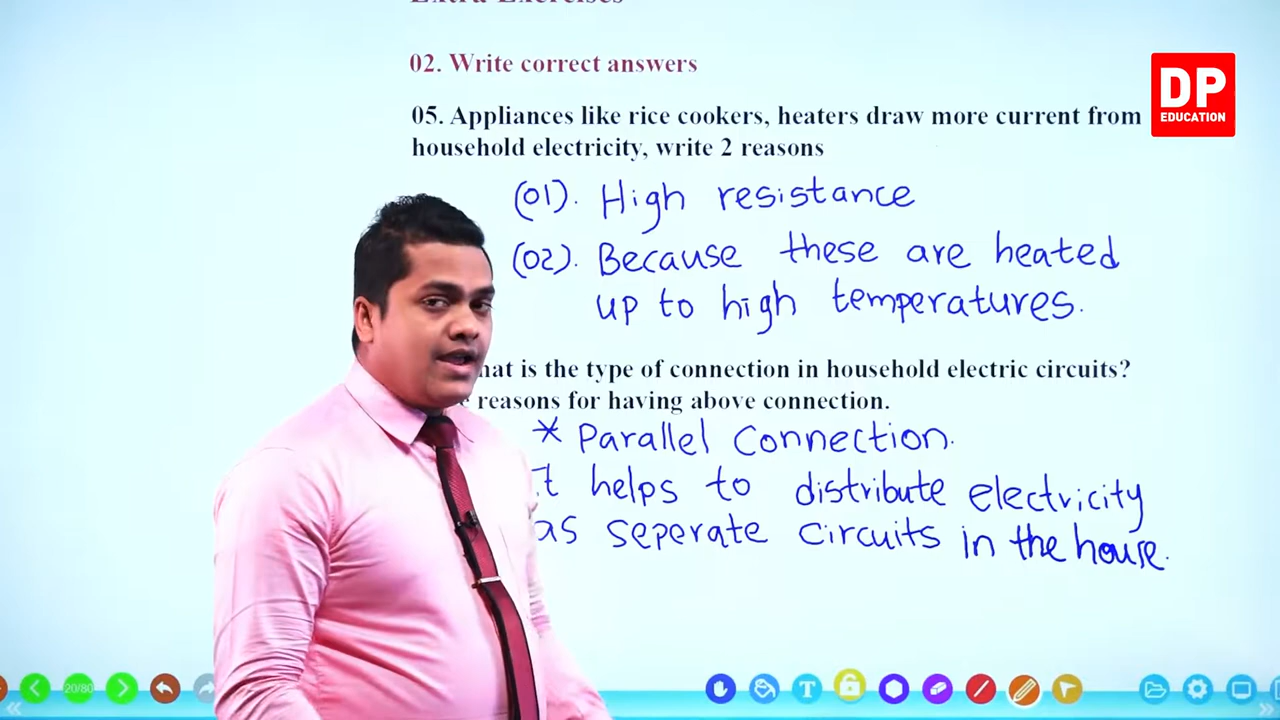 02. Write correct answers
DP
EDUCATION
05. Appliances like rice cookers, heaters draw more current from
household electricity, write 2 reasons
(01). High resistance
(02). Because these are heated
up to high temperatures.
is the type of connection in household electric circuits?
reasons for having above connection.
* Parallel Connection.
helps to distribute electricity
as seperate circuits in the house.
20/80